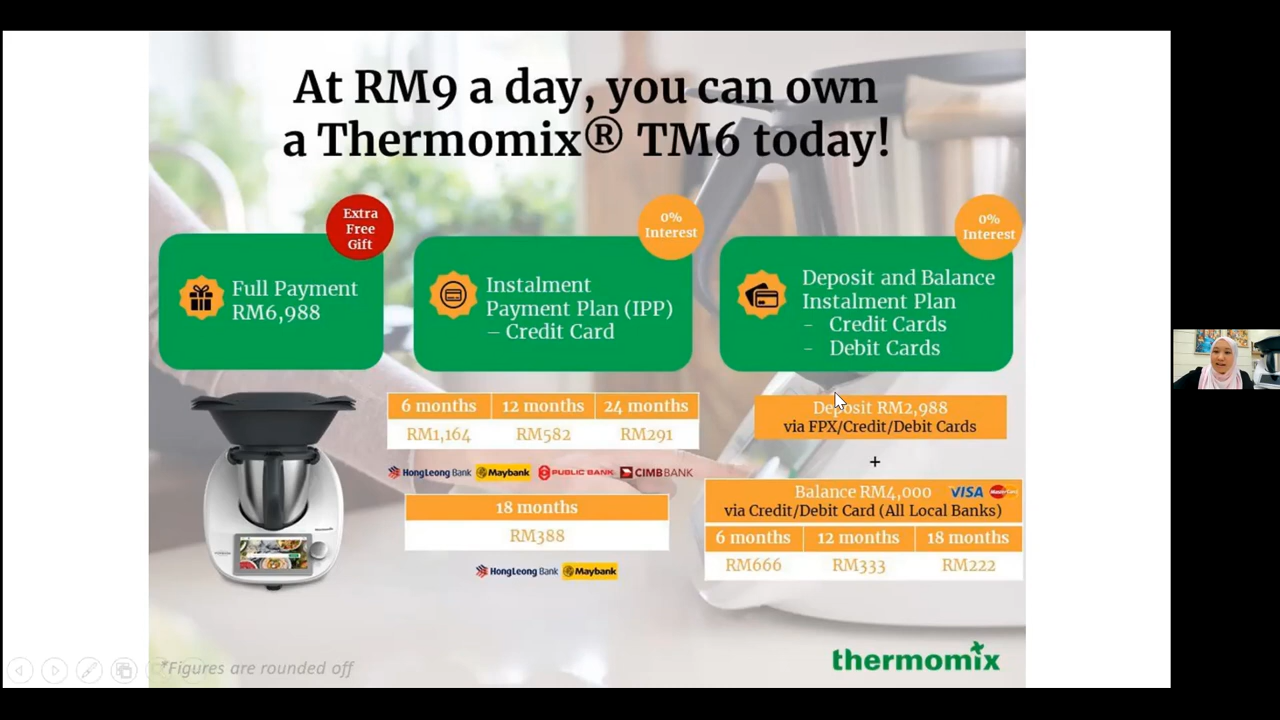 At RM9 a day, you can own
a Thermomix® TM6 today!
Extra
Free
Gift
Full Payment
RM6,988
0%
Interest
Instalment
Payment Plan (IPP)
– Credit Card
0%
Interest
Deposit and Balance
Instalment Plan
- Credit Cards
- Debit Cards
6 months 12 months 24 months
RM1,164 RM582 RM291
HongLeong Bank Maybank PUBLIC BANK CIMB BANK
18 months
RM388
HongLeong Bank Maybank
Deposit RM2,988
via FPX/Credit/Debit Cards
+
Balance RM4,000 VISA MasterCard
via Credit/Debit Card (All Local Banks)
6 months 12 months 18 months
RM666 RM333 RM222
thermomix
*Figures are rounded off
thermomix